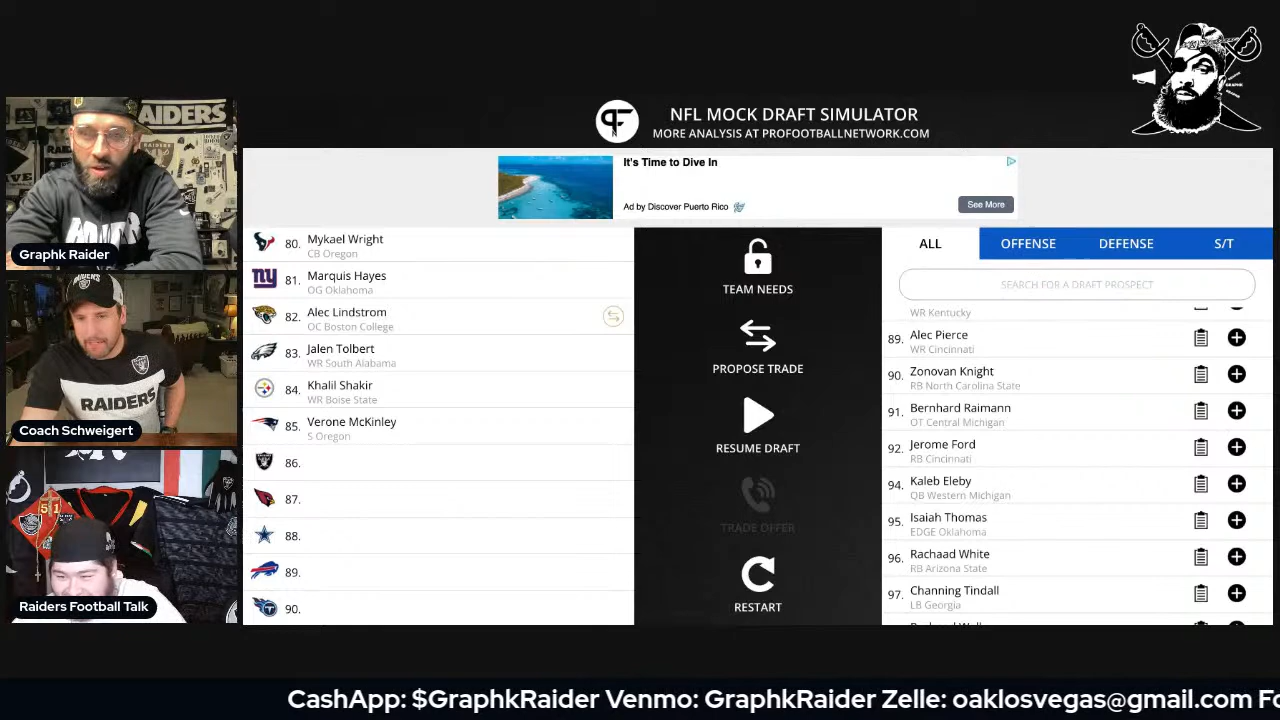 NFL MOCK DRAFT SIMULATOR
MORE ANALYSIS AT PROFOOTBALLNETWORK.COM
It's Time to Dive In
Ad by Discover Puerto Rico
See More
RAIDERS
Graphk Raider
RAIDERS
Coach Schweigert
51
Raiders Football Talk
80. Mykael Wright
CB Oregon
81. Marquis Hayes
OG Oklahoma
82. Alec Lindstrom
OC Boston College
83. Jalen Tolbert
WR South Alabama
84. Khalil Shakir
WR Boise State
85. Verone McKinley
S Oregon
86.
87.
88.
89.
90.
TEAM NEEDS
PROPOSE TRADE
RESUME DRAFT
TRADE OFFER
RESTART
ALL OFFENSE DEFENSE S/T
SEARCH FOR A DRAFT PROSPECT
WR Kentucky
89. Alec Pierce
WR Cincinnati
90. Zonovan Knight
RB North Carolina State
91. Bernhard Raimann
OT Central Michigan
92. Jerome Ford
RB Cincinnati
94. Kaleb Eleby
QB Western Michigan
95. Isaiah Thomas
EDGE Oklahoma
96. Rachaad White
RB Arizona State
97. Channing Tindall
LB Georgia
CashApp: $GraphkRaider Venmo: GraphkRaider Zelle: oaklosvegas@gmail.com Fo